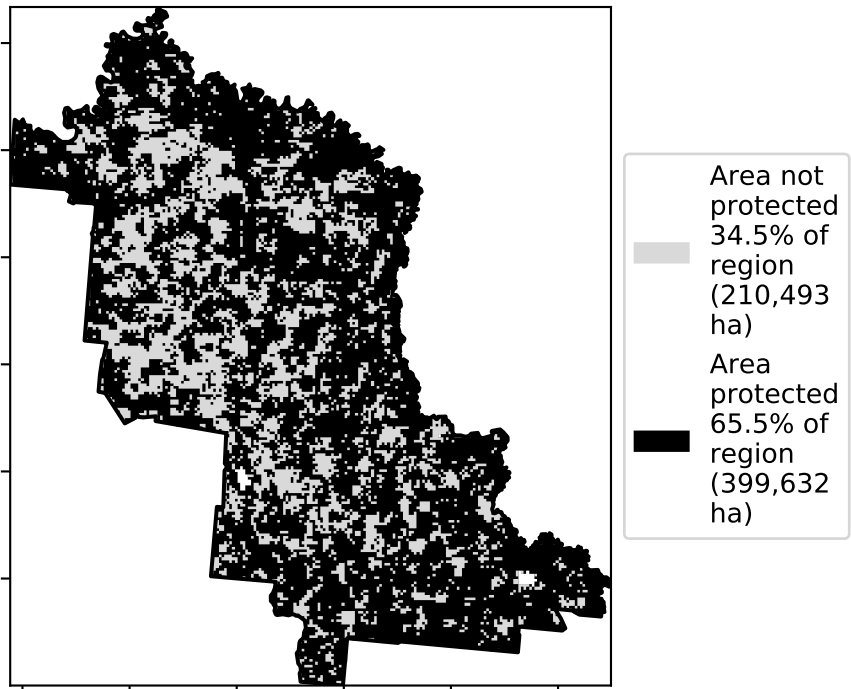 Area not
protected
34.5% of
region
(210,493
ha)
Area
protected
65.5% of
region
(399,632
ha)